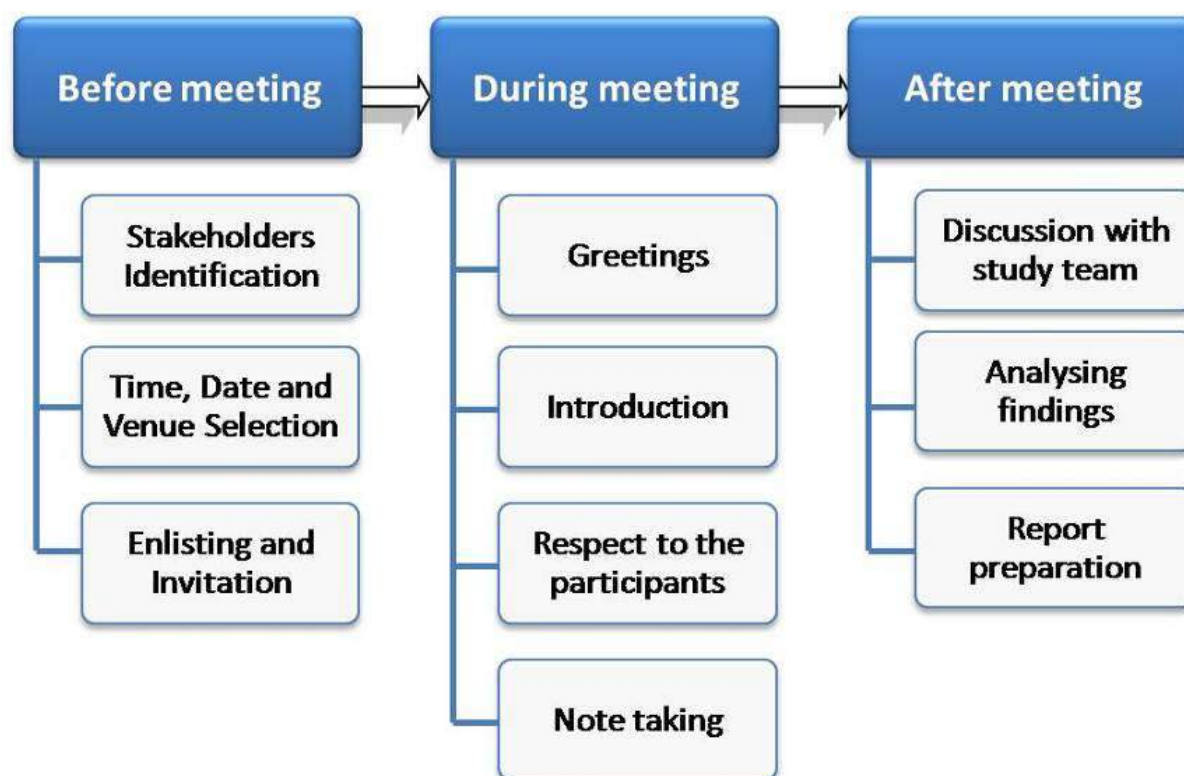 Before meeting
Stakeholders
Identification
Time, Date and
Venue Selection
Enlisting and
Invitation
During meeting
Greetings
Introduction
Respect to the
participants
Note taking
After meeting
Discussion with
study team
Analysing
findings
Report
preparation